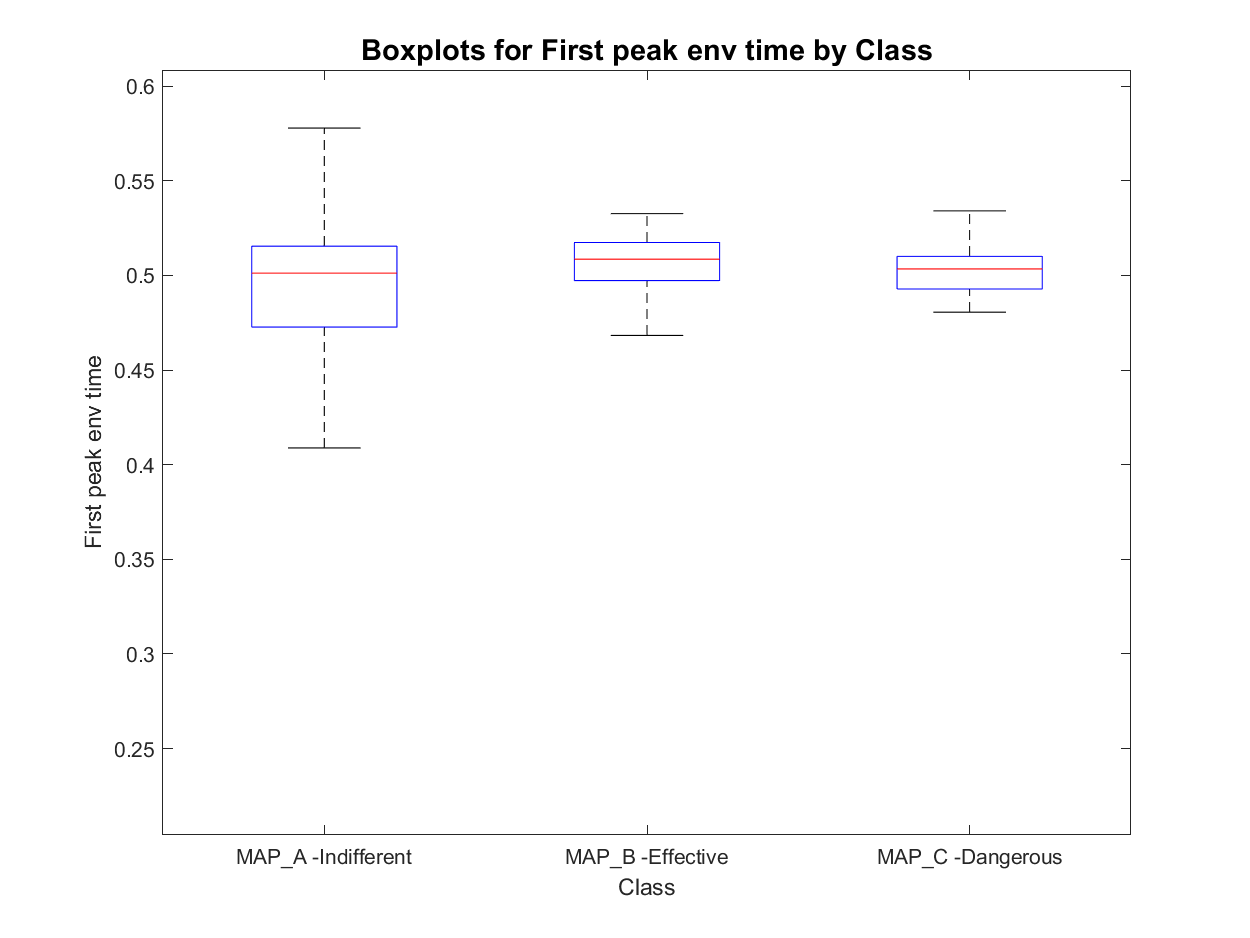 Boxplots for First peak env time by Class
0.6
0.55
0.5
0.45
0.4
0.35
0.3
0.25
First peak env time
MAP_A -Indifferent
MAP_B -Effective
MAP_C -Dangerous
Class